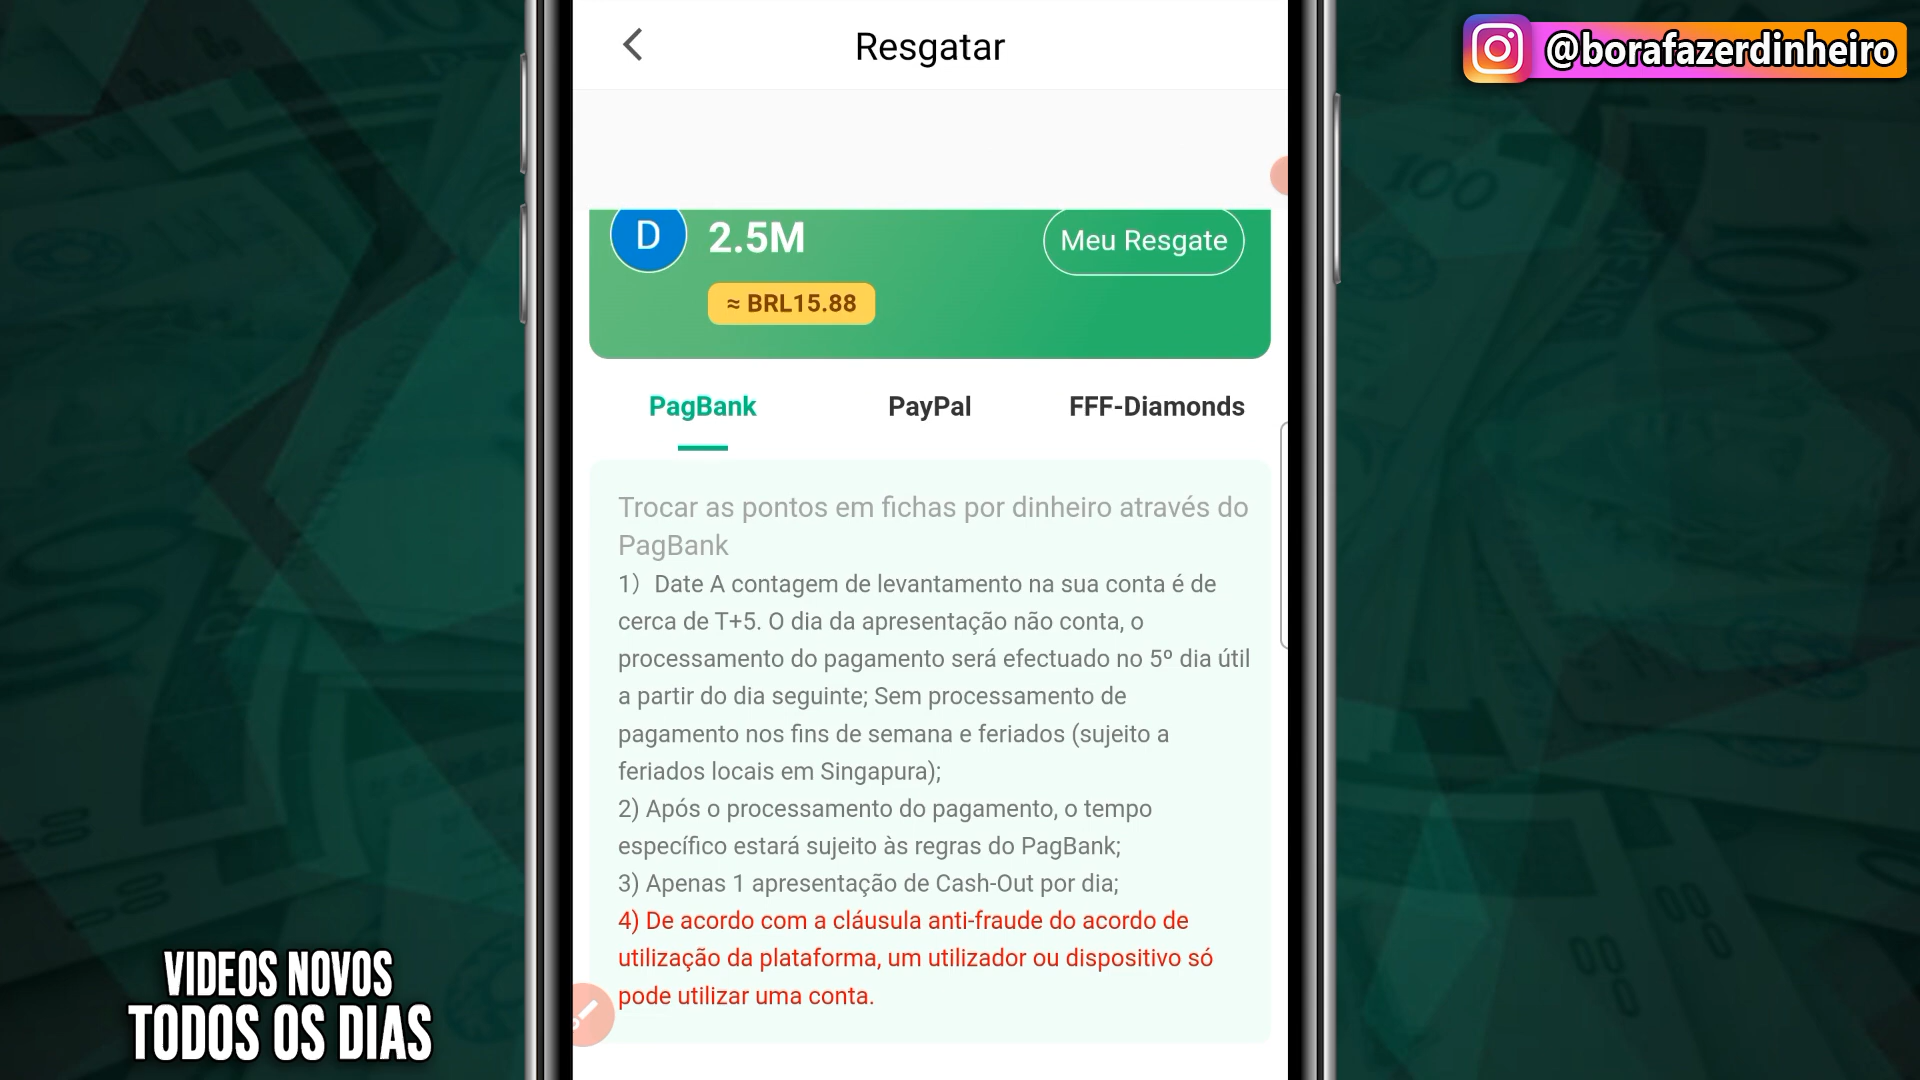 Resgatar
@borafazerdinheiro
D
2.5M
Meu Resgate
≈ BRL15.88
PagBank
PayPal
FFF-Diamonds
Trocar as pontos em fichas por dinheiro através do
PagBank
1） Date A contagem de levantamento na sua conta é de
cerca de T+5. O dia da apresentação não conta, o
processamento do pagamento será efectuado no 5º dia útil
a partir do dia seguinte; Sem processamento de
pagamento nos fins de semana e feriados (sujeito a
feriados locais em Singapura);
2) Após o processamento do pagamento, o tempo
específico estará sujeito às regras do PagBank;
3) Apenas 1 apresentação de Cash-Out por dia;
4) De acordo com a cláusula anti-fraude do acordo de
utilização da plataforma, um utilizador ou dispositivo só
pode utilizar uma conta.
VIDEOS NOVOS
TODOS OS DIAS